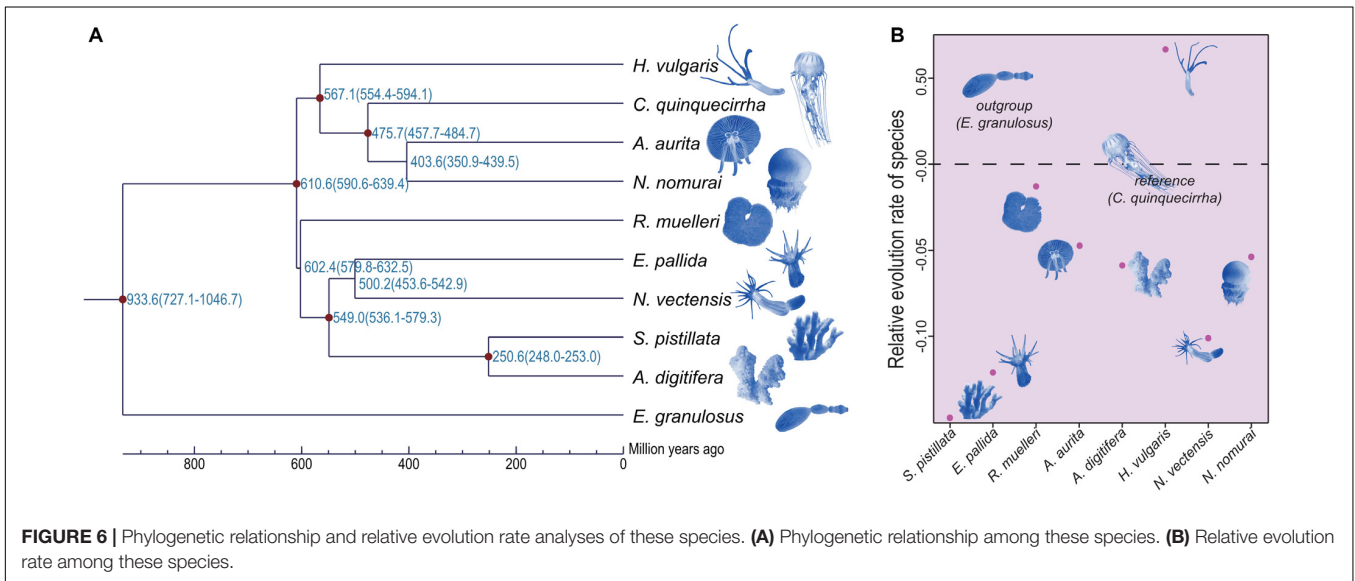 A
H. vulgaris
567.1(554.4-594.1)
C. quinquecirrha
475.7(457.7-484.7)
A. aurita
403.6(350.9-439.5)
N. nomurai
610.6(590.6-639.4)
R. muelleri
E. pallida
602.4(579.8-632.5)
500.2(453.6-542.9)
N. vectensis
933.6(727.1-1046.7)
549.0(536.1-579.3)
S. pistillata
250.6(248.0-253.0)
A. digitifera
E. granulosus
Million years ago
800 600 400 200 0
B
Relative evolution rate of species
0.50
-0.00
-0.05
-0.10
outgroup
(E. granulosus)
reference
(C. quinquecirrha)
S. pistillata
E. pallida
R. muelleri
A. aurita
A. digitifera
H. vulgaris
N. vectensis
N. nomurai
FIGURE 6 | Phylogenetic relationship and relative evolution rate analyses of these species. (A) Phylogenetic relationship among these species. (B) Relative evolution
rate among these species.